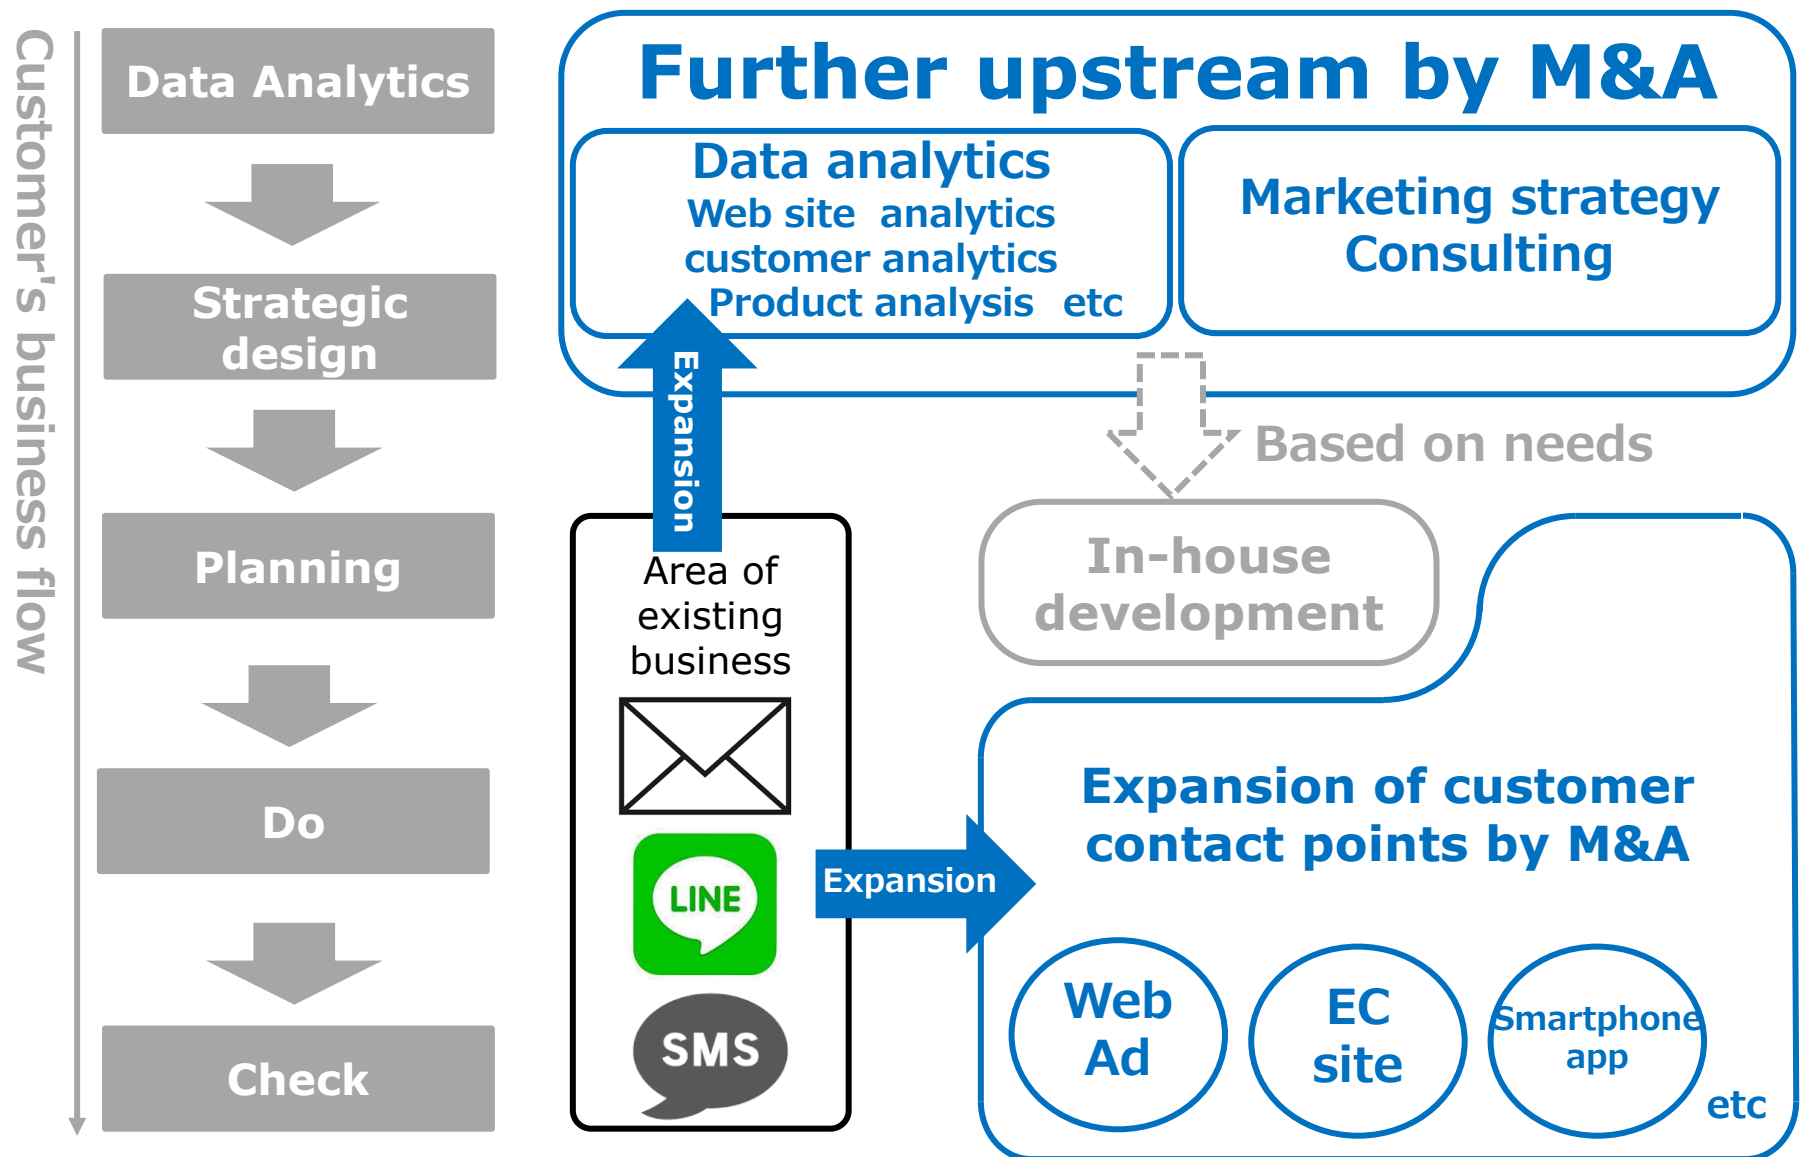 Customer's business flow
Data Analytics
Strategic
design
Planning
Do
Check
Further upstream by M&A
Data analytics
Web site analytics
customer analytics
Product analysis etc
Marketing strategy
Consulting
Expansion
Based on needs
In-house
development
Area of
existing
business
LINE
SMS
Expansion
Expansion of customer
contact points by M&A
Web
Ad
EC
site
Smartphone
app
etc